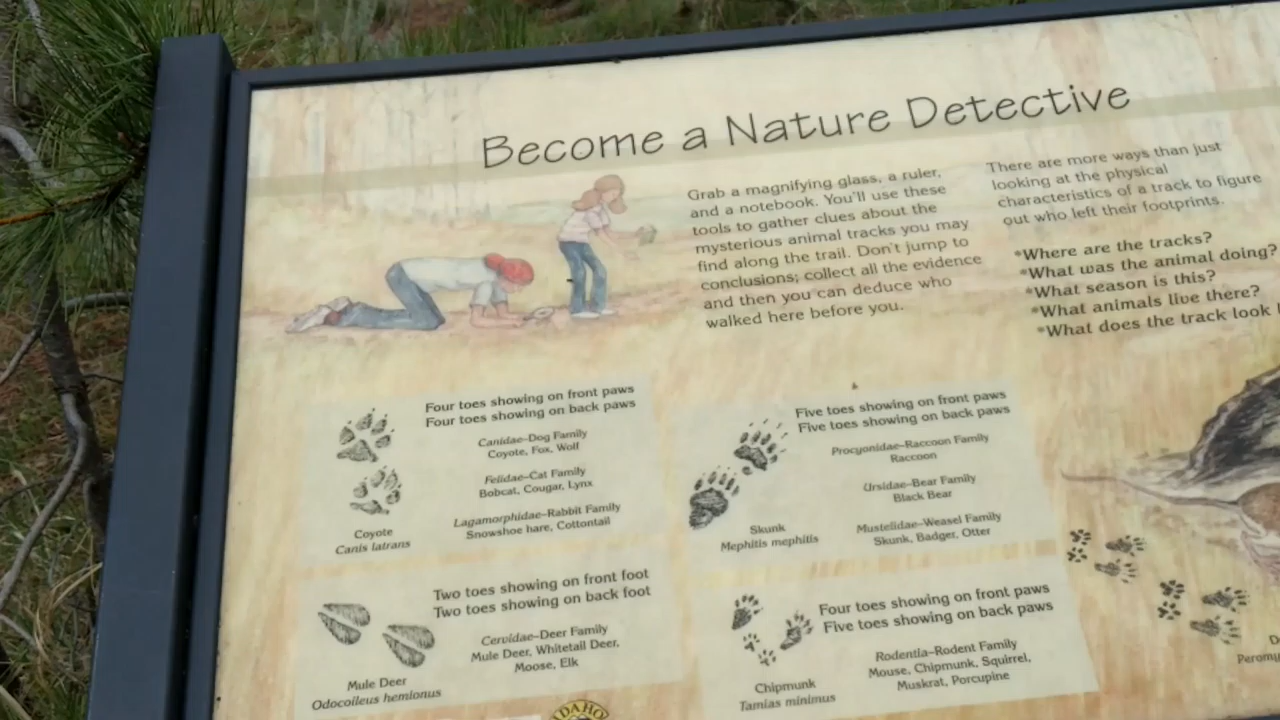 Become a Nature Detective
Grab a magnifying glass, a ruler,
and a notebook. You'll use these
tools to gather clues about the
mysterious animal tracks you may
find along the trail. Don't jump to
conclusions; collect all the evidence
and then you can deduce who
walked here before you.
There are more ways than just
looking at the physical
characteristics of a track to figure
out who left their footprints.
*Where are the tracks?
*What was the animal doing?
*What season is this?
*What animals live there?
*What does the track look
Four toes showing on front paws
Four toes showing on back paws
Canidae–Dog Family
Coyote, Fox, Wolf
Felidae–Cat Family
Bobcat, Cougar, Lynx
Lagamorphidae–Rabbit Family
Snowshoe hare, Cottontail
Coyote
Canis latrans
Five toes showing on front paws
Five toes showing on back paws
Procyonidae–Raccoon Family
Raccoon
Ursidae–Bear Family
Black Bear
Mustelidae–Weasel Family
Skunk, Badger, Otter
Skunk
Mephitis mephitis
Two toes showing on front foot
Two toes showing on back foot
Cervidae–Deer Family
Mule Deer, Whitetail Deer,
Moose, Elk
Mule Deer
Odocoileus hemionus
Four toes showing on front paws
Five toes showing on back paws
Rodentia–Rodent Family
Mouse, Chipmunk, Squirrel,
Muskrat, Porcupine
Chipmunk
Tamias minimus
D
Peromy
IDAHO